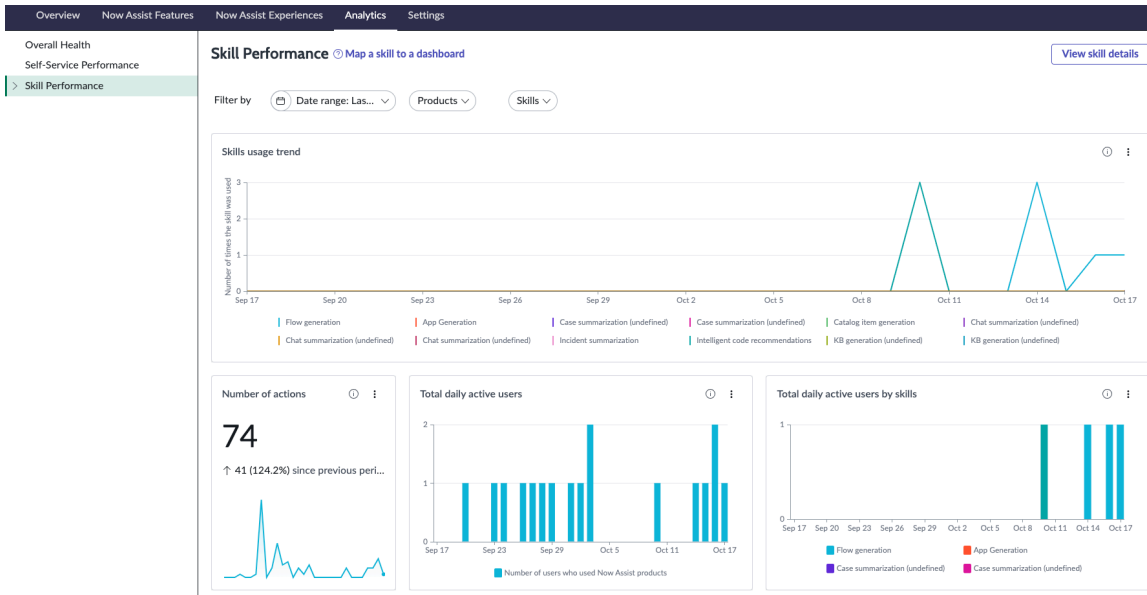 Overview Now Assist Features Now Assist Experiences Analytics Settings
Overall Health
Self-Service Performance
Skill Performance
Skill Performance Map a skill to a dashboard
View skill details
Filter by Date range: Las... Products Skills
Skills usage trend
Number of times the skill was used
3
2
1
0
Sep 17 Sep 20 Sep 23 Sep 26 Sep 29 Oct 2 Oct 5 Oct 8 Oct 11 Oct 14 Oct 17
Flow generation App Generation Case summarization (undefined) Case summarization (undefined) Catalog item generation Chat summarization (undefined)
Chat summarization (undefined) Chat summarization (undefined) Incident summarization Intelligent code recommendations KB generation (undefined) KB generation (undefined)
Number of actions
74
↑ 41 (124.2%) since previous peri...
Total daily active users
2
1
0
Sep 17 Sep 23 Sep 29 Oct 5 Oct 11 Oct 17
Number of users who used Now Assist products
Total daily active users by skills
1
0
Sep 17 Sep 20 Sep 23 Sep 26 Sep 29 Oct 2 Oct 5 Oct 8 Oct 11 Oct 14 Oct 17
Flow generation App Generation
Case summarization (undefined) Case summarization (undefined)